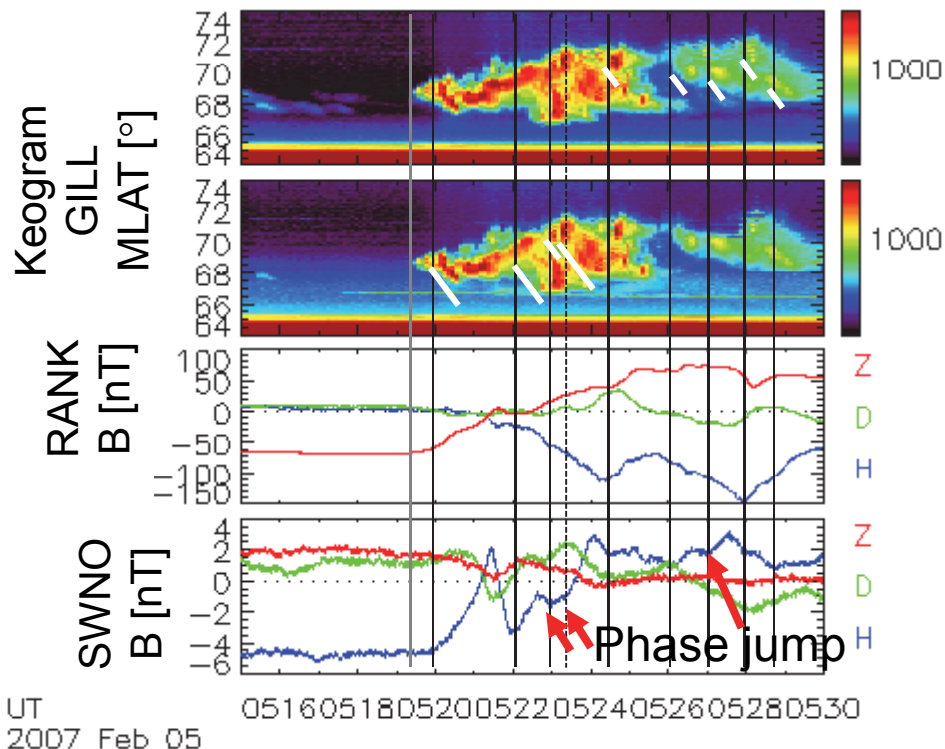 Keogram
GILL
MLAT [°]
74
72
70
68
66
64
1000
74
72
70
68
66
64
1000
RANK
B [nT]
100
50
0
−50
−100
−150
Z
D
H
SWNO
B [nT]
4
2
0
−2
−4
−6
Z
D
H
Phase jump
UT 0516 0518 0520 0522 0524 0526 0528 0530
2007 Feb 05